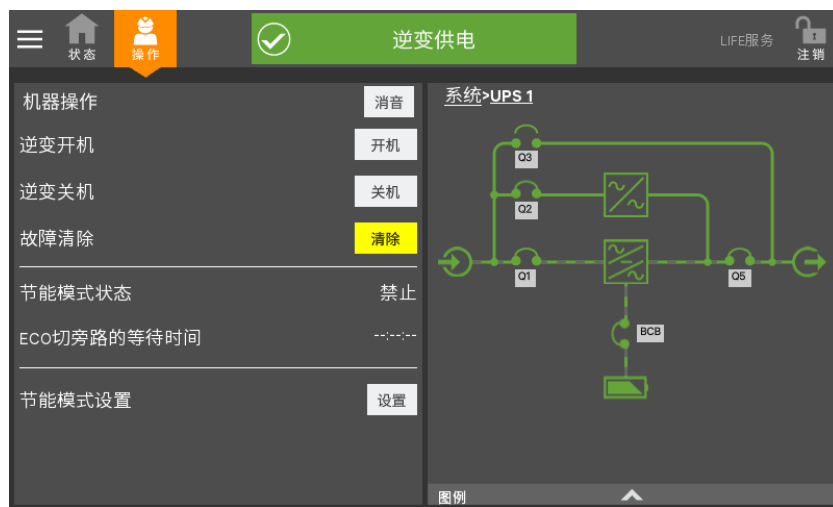 逆变供电
LIFE服务
状态
操作
注销
机器操作 消音
逆变开机 开机
逆变关机 关机
故障清除 清除
节能模式状态 禁止
ECO切旁路的等待时间 --:--:--
节能模式设置 设置
系统>UPS 1
Q3
Q2
Q1
Q5
BCB
图例